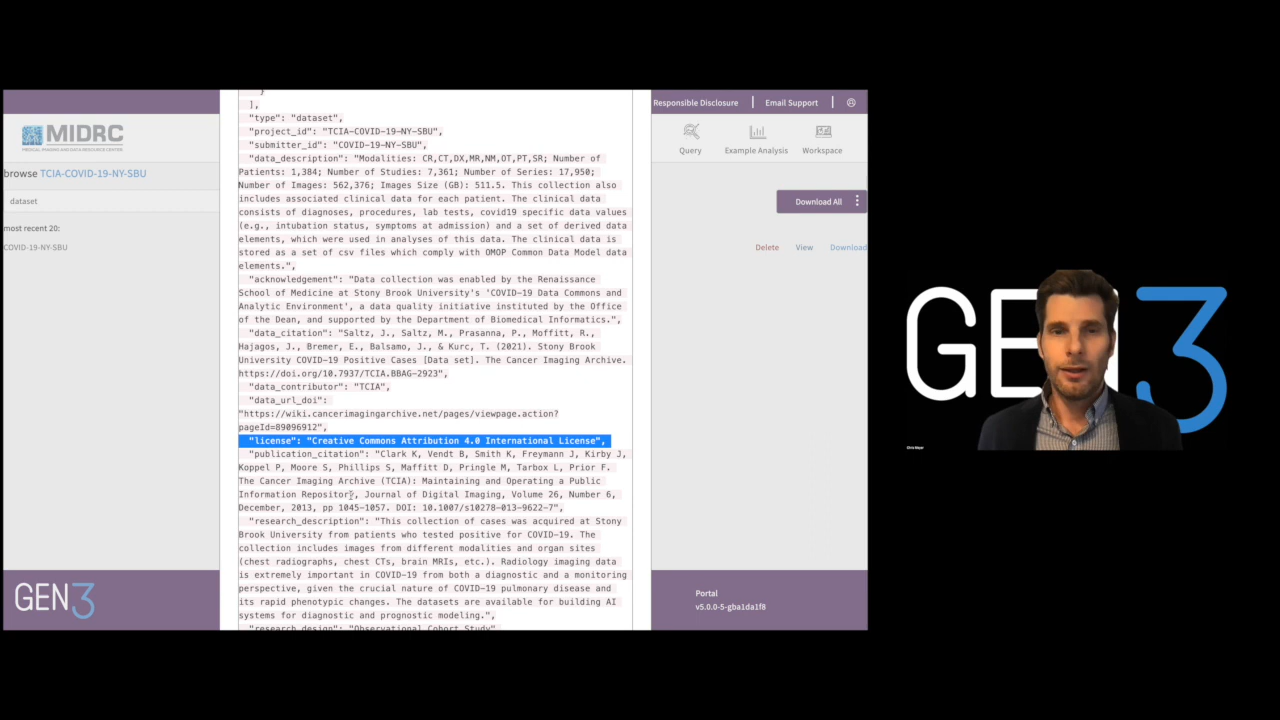 MIDRC
MEDICAL IMAGING AND DATA RESOURCE CENTER
browse TCIA-COVID-19-NY-SBU
dataset
most recent 20:
COVID-19-NY-SBU
}
],
"type": "dataset",
"project_id": "TCIA-COVID-19-NY-SBU",
"submitter_id": "COVID-19-NY-SBU",
"data_description": "Modalities: CR,CT,DX,MR,NM,OT,PT,SR; Number of
Patients: 1,384; Number of Studies: 7,361; Number of Series: 17,950;
Number of Images: 562,376; Images Size (GB): 511.5. This collection also
includes associated clinical data for each patient. The clinical data
consists of diagnoses, procedures, lab tests, covid19 specific data values
(e.g., intubation status, symptoms at admission) and a set of derived data
elements, which were used in analyses of this data. The clinical data is
stored as a set of csv files which comply with OMOP Common Data Model data
elements.",
"acknowledgement": "Data collection was enabled by the Renaissance
School of Medicine at Stony Brook University's 'COVID-19 Data Commons and
Analytic Environment', a data quality initiative instituted by the Office
of the Dean, and supported by the Department of Biomedical Informatics.",
"data_citation": "Saltz, J., Saltz, M., Prasanna, P., Moffitt, R.,
Hajagos, J., Bremer, E., Balsamo, J., & Kurc, T. (2021). Stony Brook
University COVID-19 Positive Cases [Data set]. The Cancer Imaging Archive.
https://doi.org/10.7937/TCIA.BBAG-2923",
"data_contributor": "TCIA",
"data_url_doi":
"https://wiki.cancerimagingarchive.net/pages/viewpage.action?
pageId=89096912",
"license": "Creative Commons Attribution 4.0 International License",
"publication_citation": "Clark K, Vendt B, Smith K, Freymann J, Kirby J,
Koppel P, Moore S, Phillips S, Maffitt D, Pringle M, Tarbox L, Prior F.
The Cancer Imaging Archive (TCIA): Maintaining and Operating a Public
Information Repository, Journal of Digital Imaging, Volume 26, Number 6,
December, 2013, pp 1045-1057. DOI: 10.1007/s10278-013-9622-7",
"research_description": "This collection of cases was acquired at Stony
Brook University from patients who tested positive for COVID-19. The
collection includes images from different modalities and organ sites
(chest radiographs, chest CTs, brain MRIs, etc.). Radiology imaging data
is extremely important in COVID-19 from both a diagnostic and a monitoring
perspective, given the crucial nature of COVID-19 pulmonary disease and
its rapid phenotypic changes. The datasets are available for building AI
systems for diagnostic and prognostic modeling.",
"research_design": "Observational Cohort Study"
Responsible Disclosure
Email Support
Query
Example Analysis
Workspace
Download All
Delete
View
Download
GEN3
Portal
v5.0.0-5-gba1da1f8
GEN3
Chris Meyer